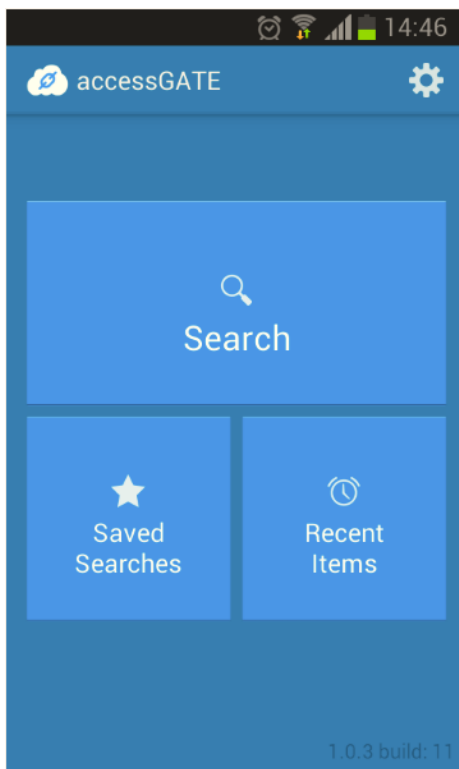 14:46
accessGATE
Search
Saved
Searches
Recent
Items
1.0.3 build: 11